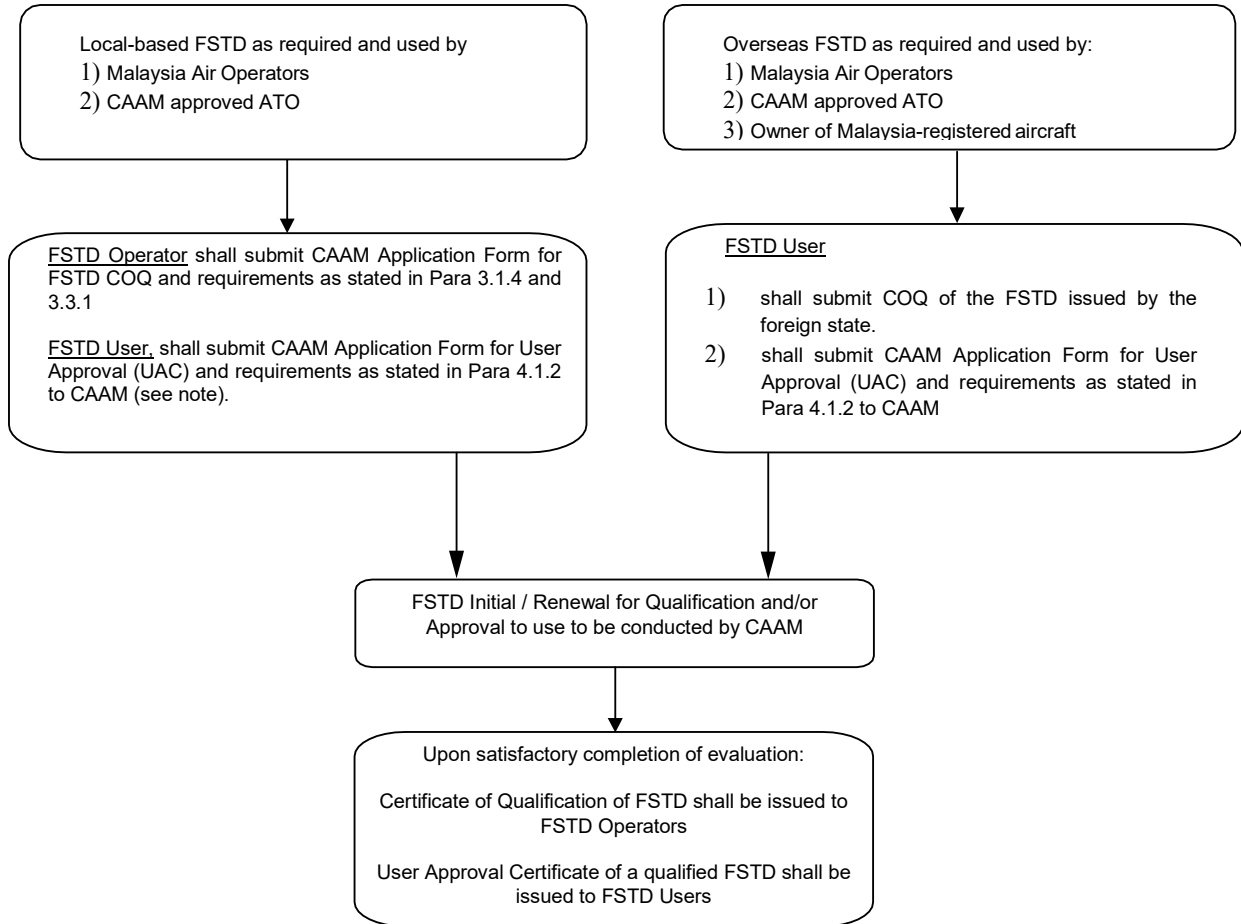 Local-based FSTD as required and used by
1) Malaysia Air Operators
2) CAAM approved ATO
Overseas FSTD as required and used by:
1) Malaysia Air Operators
2) CAAM approved ATO
3) Owner of Malaysia-registered aircraft
FSTD Operator shall submit CAAM Application Form for
FSTD COQ and requirements as stated in Para 3.1.4 and
3.3.1
FSTD User, shall submit CAAM Application Form for User
Approval (UAC) and requirements as stated in Para 4.1.2
to CAAM (see note).
FSTD User
1) shall submit COQ of the FSTD issued by the
foreign state.
2) shall submit CAAM Application Form for User
Approval (UAC) and requirements as stated in
Para 4.1.2 to CAAM
FSTD Initial / Renewal for Qualification and/or
Approval to use to be conducted by CAAM
Upon satisfactory completion of evaluation:
Certificate of Qualification of FSTD shall be issued to
FSTD Operators
User Approval Certificate of a qualified FSTD shall be
issued to FSTD Users